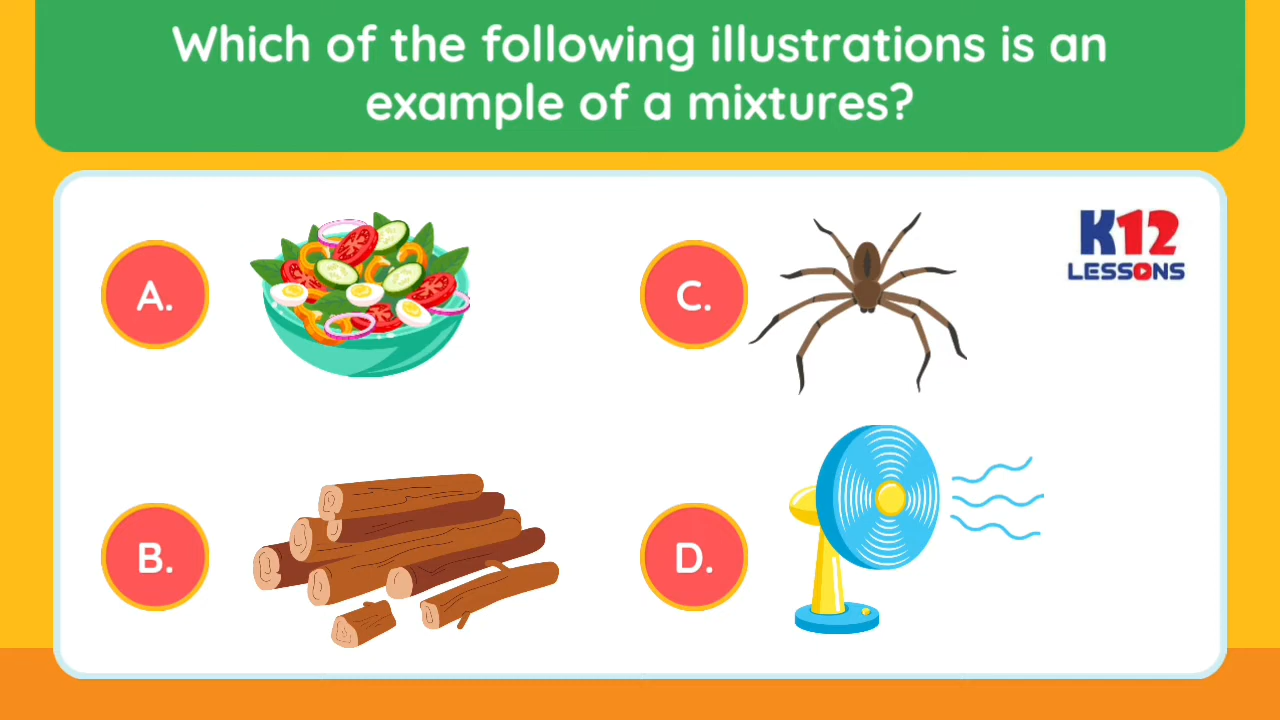 Which of the following illustrations is an
example of a mixtures?
A.
C.
K12
LESSONS
B.
D.